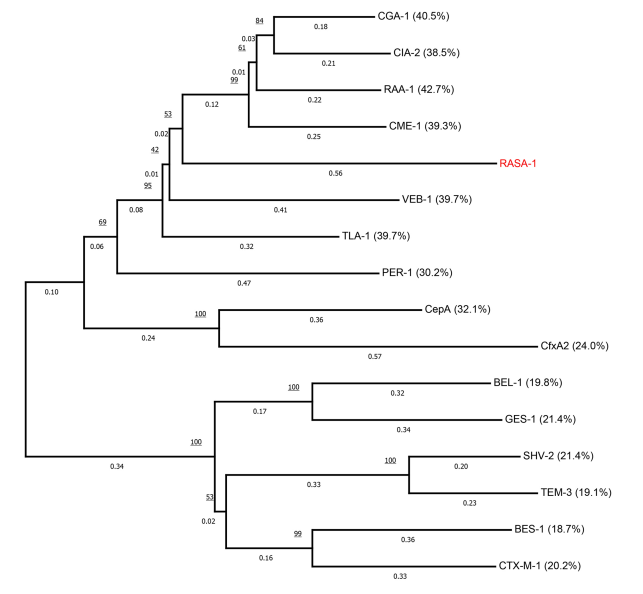 84
CGA-1 (40.5%)
0.18
0.03
61
CIA-2 (38.5%)
0.21
0.01
99
RAA-1 (42.7%)
0.22
0.12
CME-1 (39.3%)
0.25
53
0.02
RASA-1
0.56
42
0.01
95
VEB-1 (39.7%)
0.41
0.08
TLA-1 (39.7%)
0.32
69
0.06
PER-1 (30.2%)
0.47
0.10
100
CepA (32.1%)
0.36
0.24
CfxA2 (24.0%)
0.57
100
BEL-1 (19.8%)
0.32
0.17
GES-1 (21.4%)
0.34
100
0.34
100
SHV-2 (21.4%)
0.20
0.33
TEM-3 (19.1%)
0.23
53
0.02
99
BES-1 (18.7%)
0.36
0.16
CTX-M-1 (20.2%)
0.33